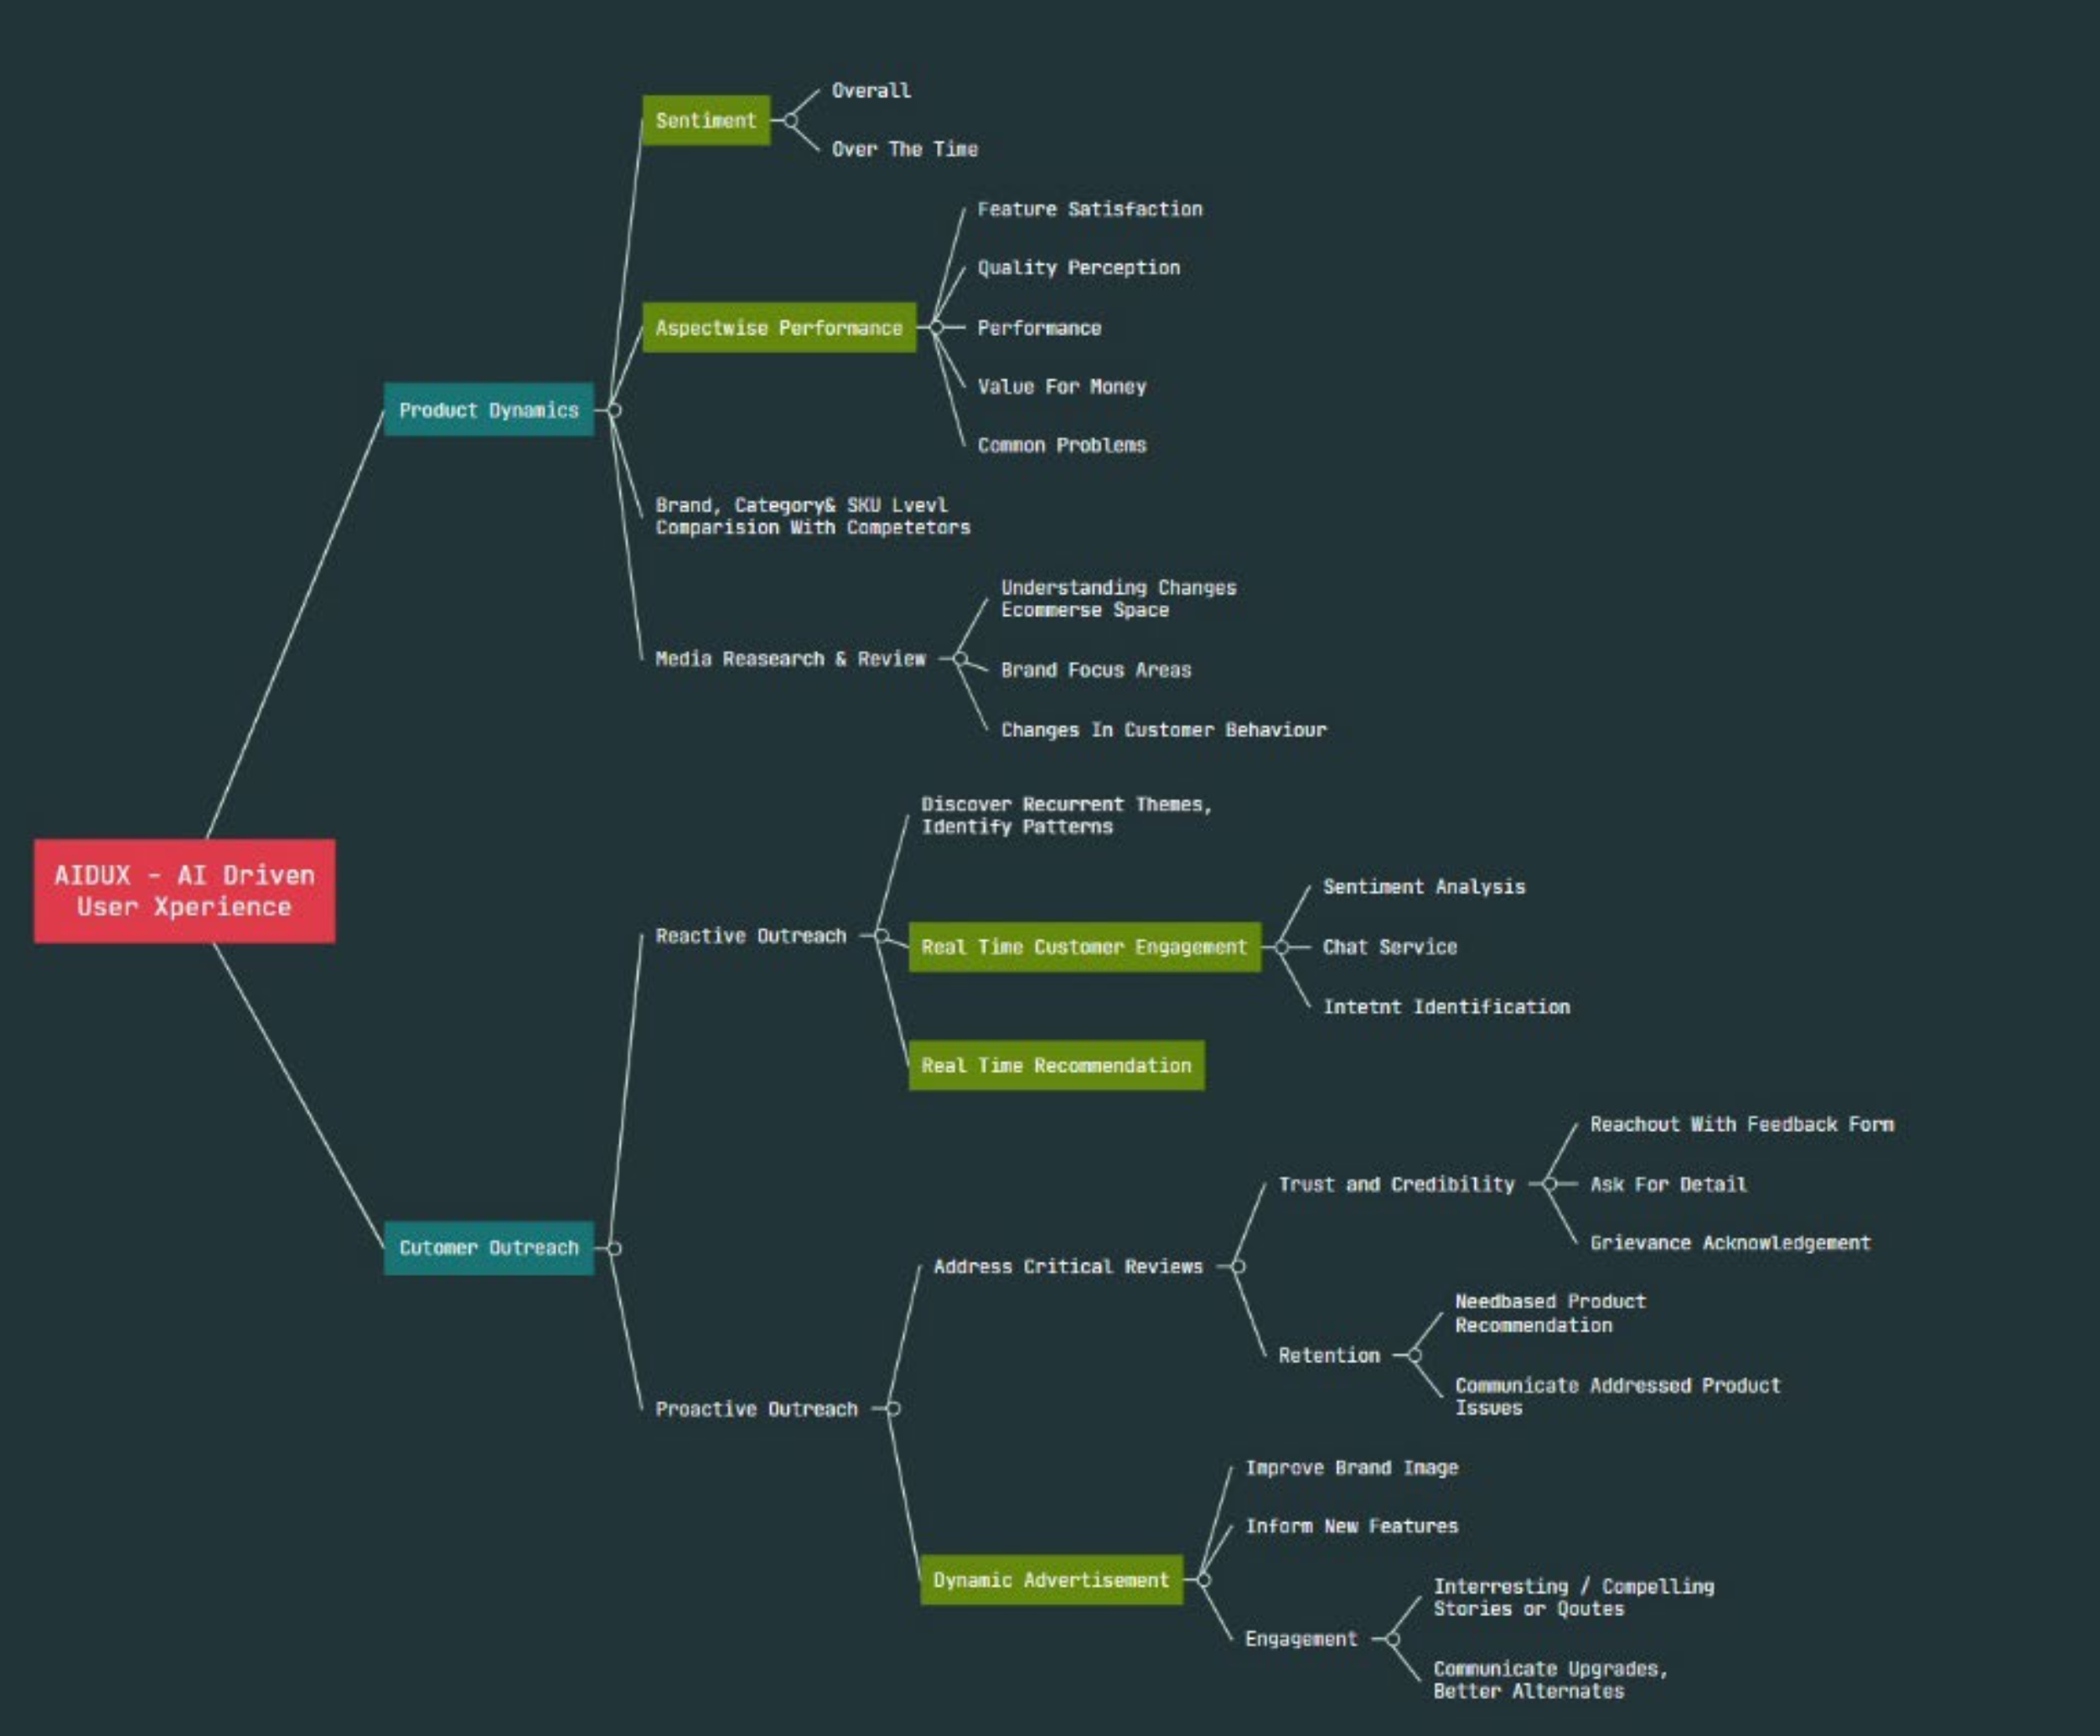 Overall
Sentiment
Over The Time
Feature Satisfaction
Quality Perception
Aspectwise Performance
Performance
Value For Money
Product Dynamics
Common Problems
Brand, Category& SKU Lvevl
Comparision With Competetors
Understanding Changes
Ecommerse Space
Media Reasearch & Review
Brand Focus Areas
Changes In Customer Behaviour
Discover Recurrent Themes,
Identify Patterns
AIDUX - AI Driven
User Xperience
Sentiment Analysis
Reactive Outreach
Real Time Customer Engagement
Chat Service
Intetnt Identification
Real Time Recommendation
Reachout With Feedback Form
Trust and Credibility
Ask For Detail
Grievance Acknowledgement
Cutomer Outreach
Address Critical Reviews
Needbased Product
Recommendation
Retention
Communicate Addressed Product
Issues
Proactive Outreach
Improve Brand Image
Inform New Features
Dynamic Advertisement
Interresting / Compelling
Stories or Qoutes
Engagement
Communicate Upgrades,
Better Alternates